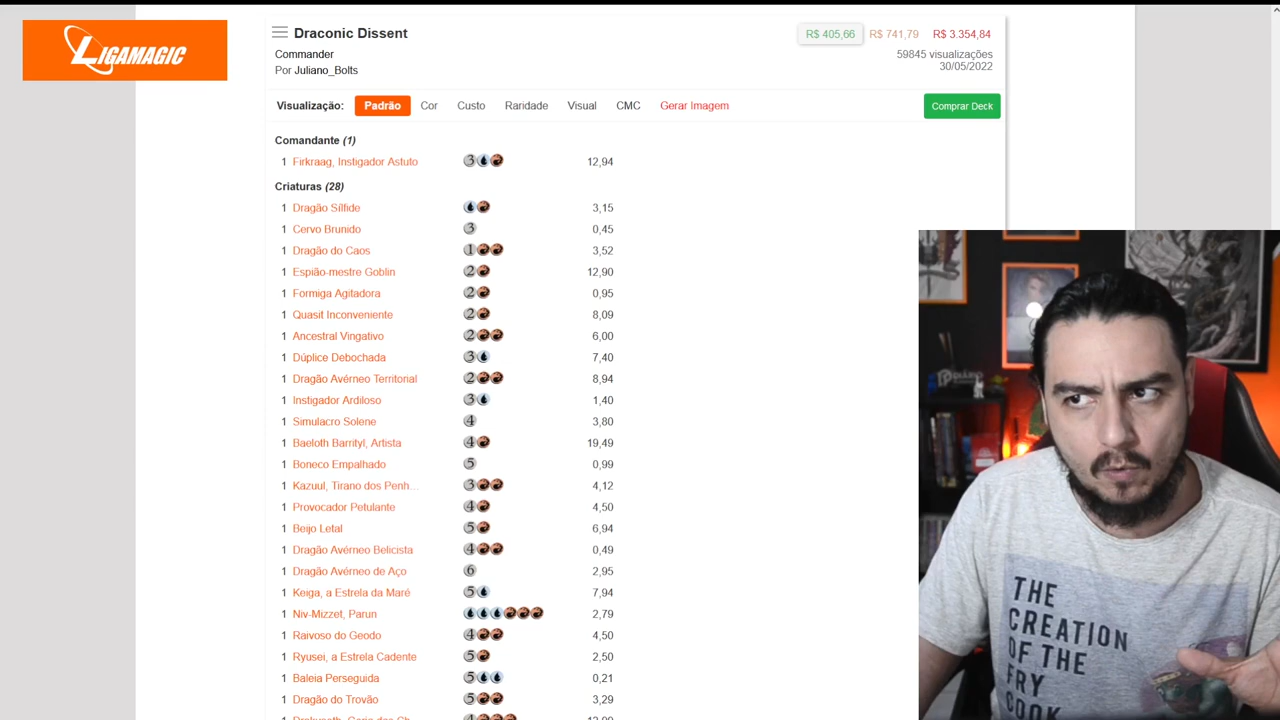 LIGAMAGIC
Draconic Dissent
R$ 405,66 R$ 741,79 R$ 3.354,84
Commander
59845 visualizações
Por Juliano_Bolts
30/05/2022
Visualização: Padrão Cor Custo Raridade Visual CMC Gerar Imagem
Comprar Deck
Comandante (1)
1 Firkraag, Instigador Astuto 3 12,94
Criaturas (28)
1 Dragão Sílfide 3,15
1 Cervo Brunido 3 0,45
1 Dragão do Caos 1 3,52
1 Espião-mestre Goblin 2 12,90
1 Formiga Agitadora 2 0,95
1 Quasit Inconveniente 2 8,09
1 Ancestral Vingativo 2 6,00
1 Dúplice Debochada 3 7,40
1 Dragão Avérneo Territorial 2 8,94
1 Instigador Ardiloso 3 1,40
1 Simulacro Solene 4 3,80
1 Baeloth Barrityl, Artista 4 19,49
1 Boneco Empalhado 5 0,99
1 Kazuul, Tirano dos Penh... 3 4,12
1 Provocador Petulante 4 4,50
1 Beijo Letal 5 6,94
1 Dragão Avérneo Belicista 4 0,49
1 Dragão Avérneo de Aço 6 2,95
1 Keiga, a Estrela da Maré 5 7,94
1 Niv-Mizzet, Parun 2,79
1 Raivoso do Geodo 4 4,50
1 Ryusei, a Estrela Cadente 5 2,50
1 Baleia Perseguida 5 0,21
1 Dragão do Trovão 5 3,29
THE
CREATION
OF THE
FRY
COOK